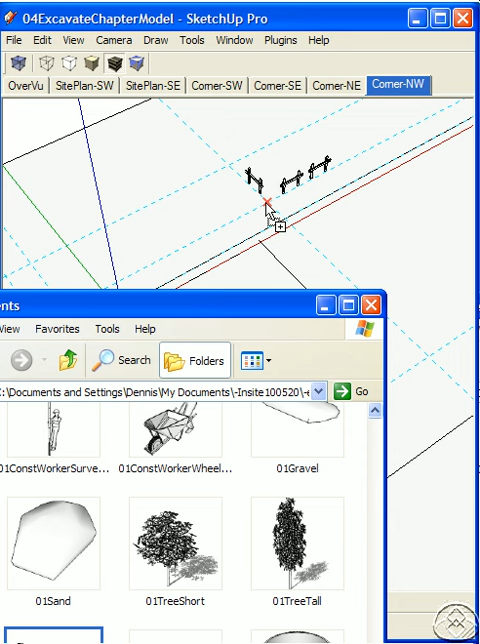 04ExcavateChapterModel - SketchUp Pro
File Edit View Camera Draw Tools Window Plugins Help
OverVu SitePlan-SW SitePlan-SE Corner-SW Corner-SE Corner-NE Corner-NW
ents
View Favorites Tools Help
Search Folders
C:\Documents and Settings\Dennis\My Documents\-Insite100520\ Go
01ConstWorkerSurve... 01ConstWorkerWheel... 01Gravel
01Sand 01TreeShort 01TreeTall